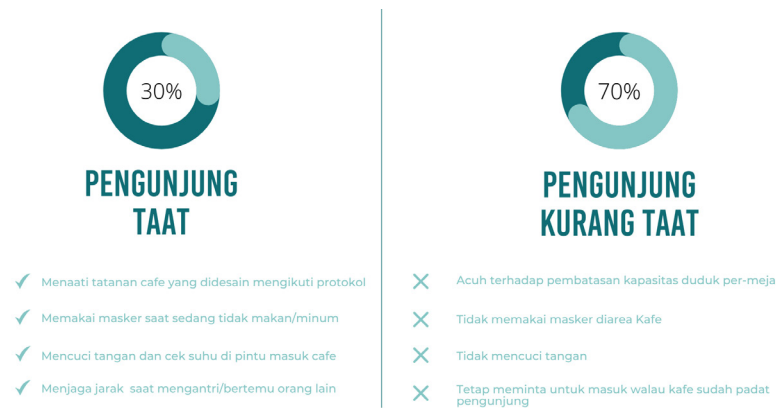 30%
PENGUNJUNG
TAAT
Menaati tatanan cafe yang didesain mengikuti protokol
Memakai masker saat sedang tidak makan/minum
Mencuci tangan dan cek suhu di pintu masuk cafe
Menjaga jarak saat mengantri/bertemu orang lain
70%
PENGUNJUNG
KURANG TAAT
Acuh terhadap pembatasan kapasitas duduk per-meja
Tidak memakai masker diarea Kafe
Tidak mencuci tangan
Tetap meminta untuk masuk walau kafe sudah padat
pengunjung